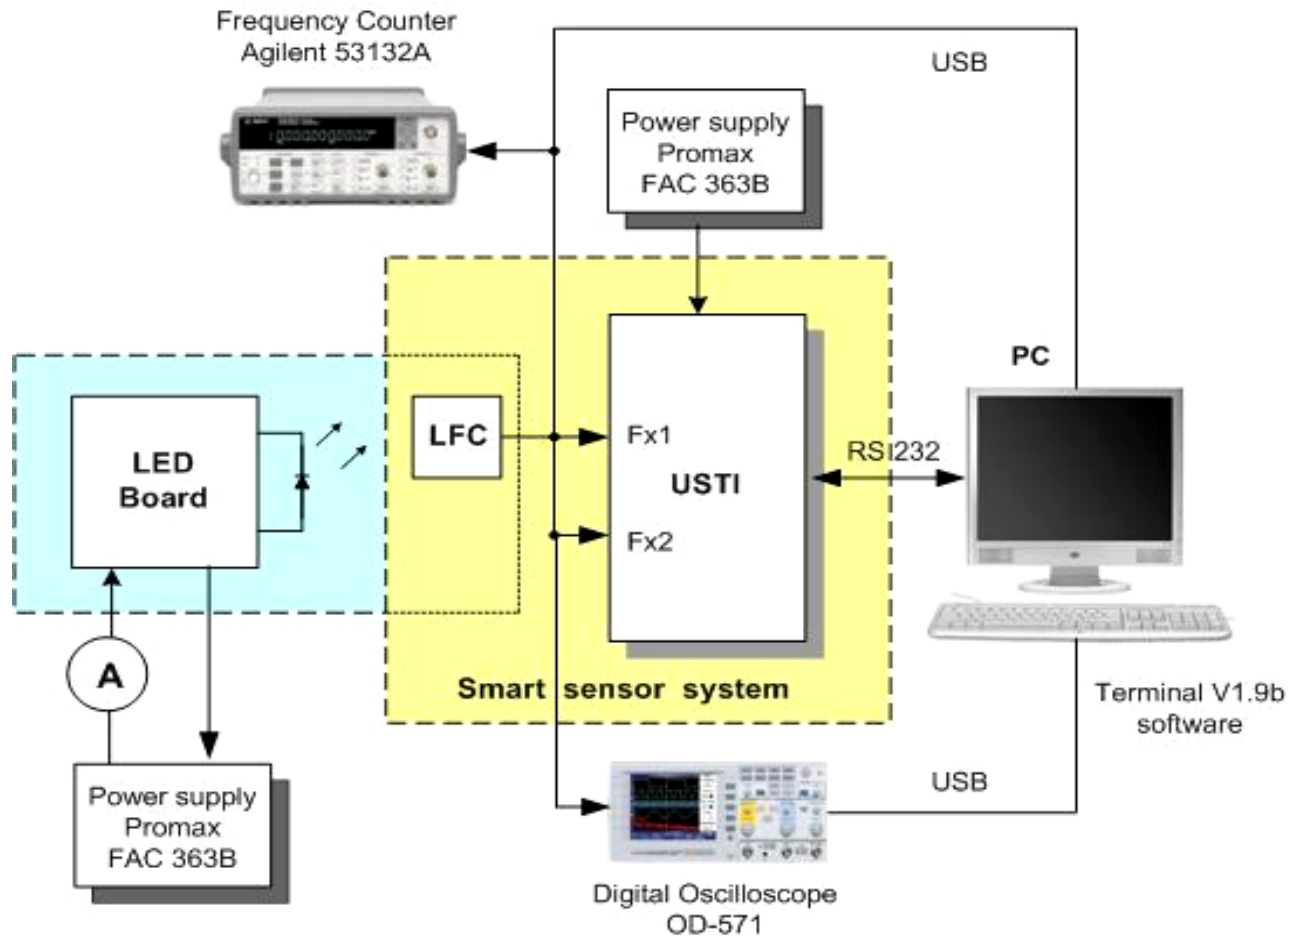 Frequency Counter
Agilent 53132A
USB
Power supply
Promax
FAC 363B
PC
LED
Board
LFC
Fx1
USTI
Fx2
RS232
A
Smart sensor system
Terminal V1.9b
software
Power supply
Promax
FAC 363B
USB
Digital Oscilloscope
OD-571